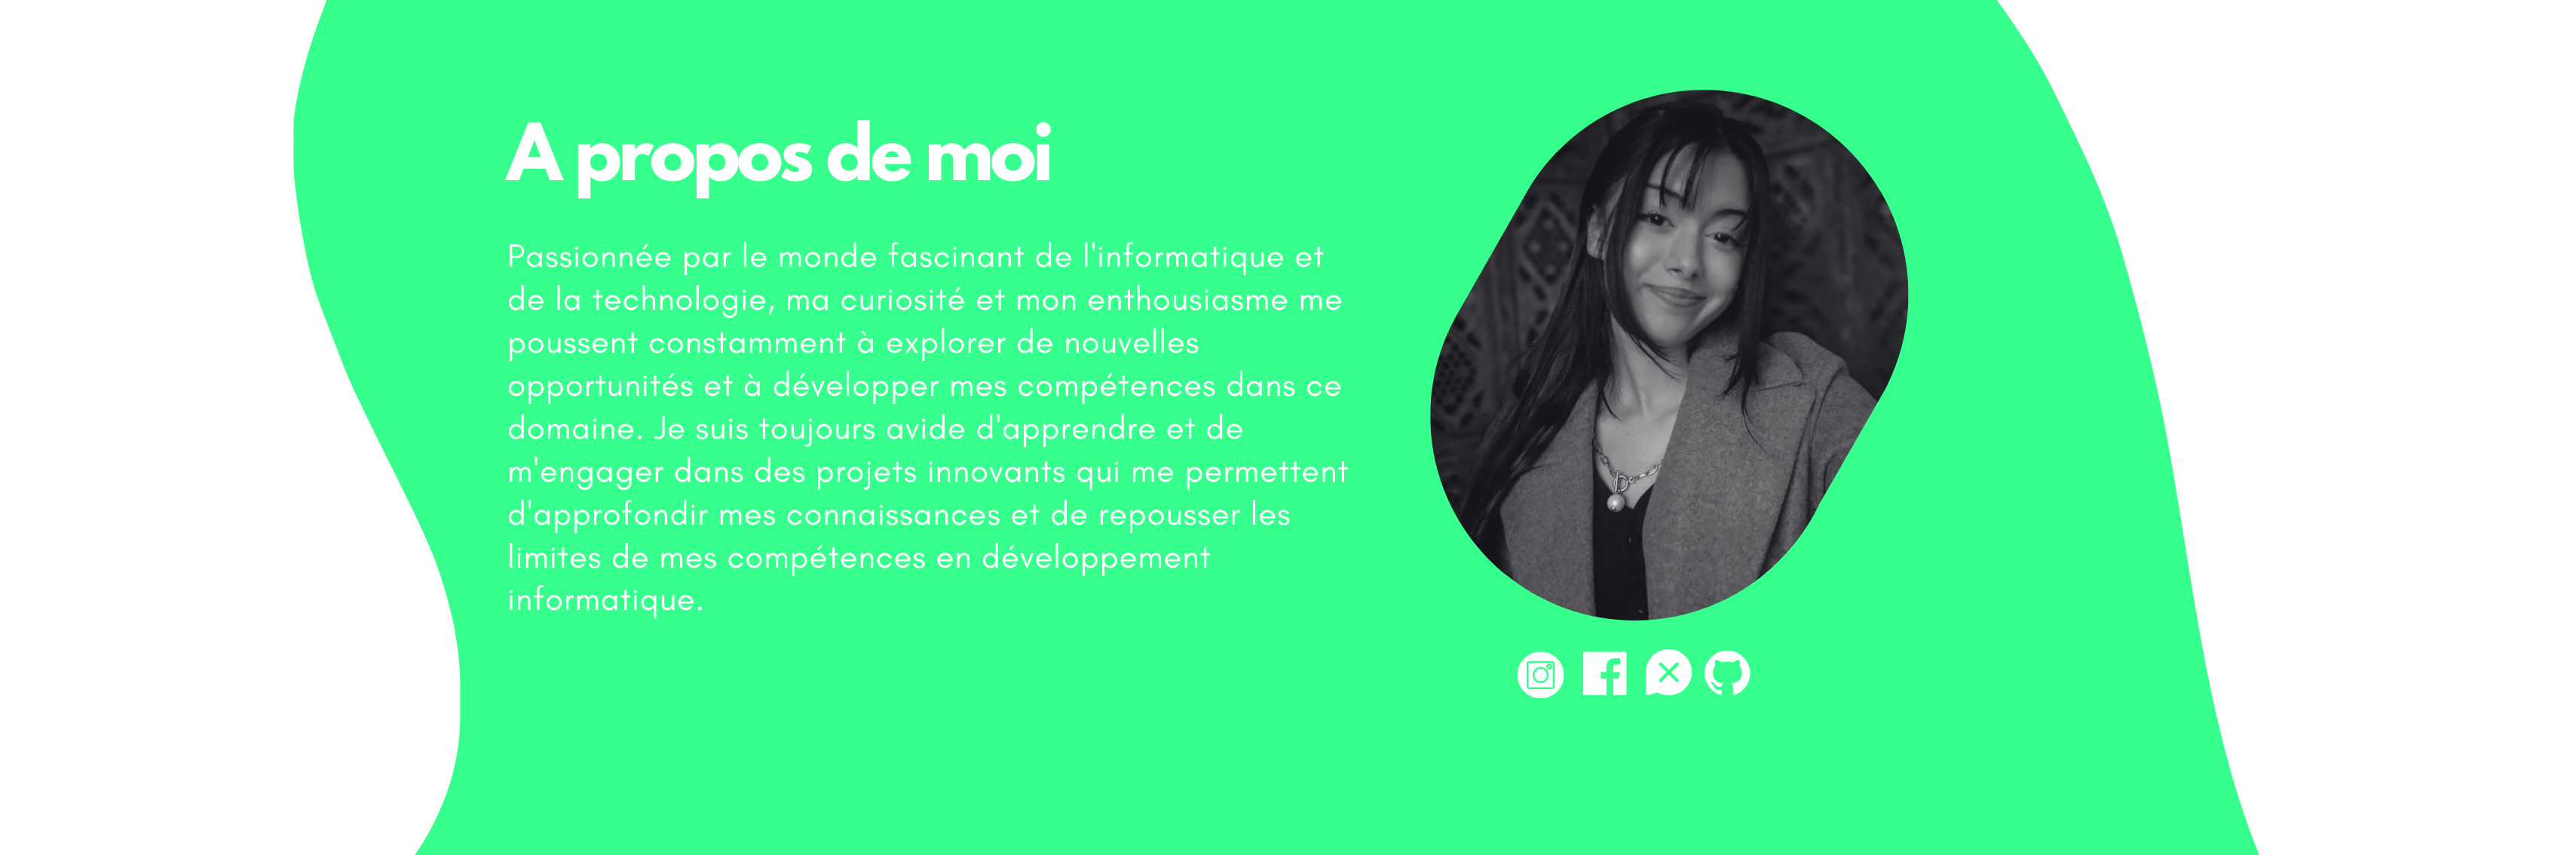 A propos de moi
Passionnée par le monde fascinant de l'informatique et
de la technologie, ma curiosité et mon enthousiasme me
poussent constamment à explorer de nouvelles
opportunités et à développer mes compétences dans ce
domaine. Je suis toujours avide d'apprendre et de
m'engager dans des projets innovants qui me permettent
d'approfondir mes connaissances et de repousser les
limites de mes compétences en développement
informatique.